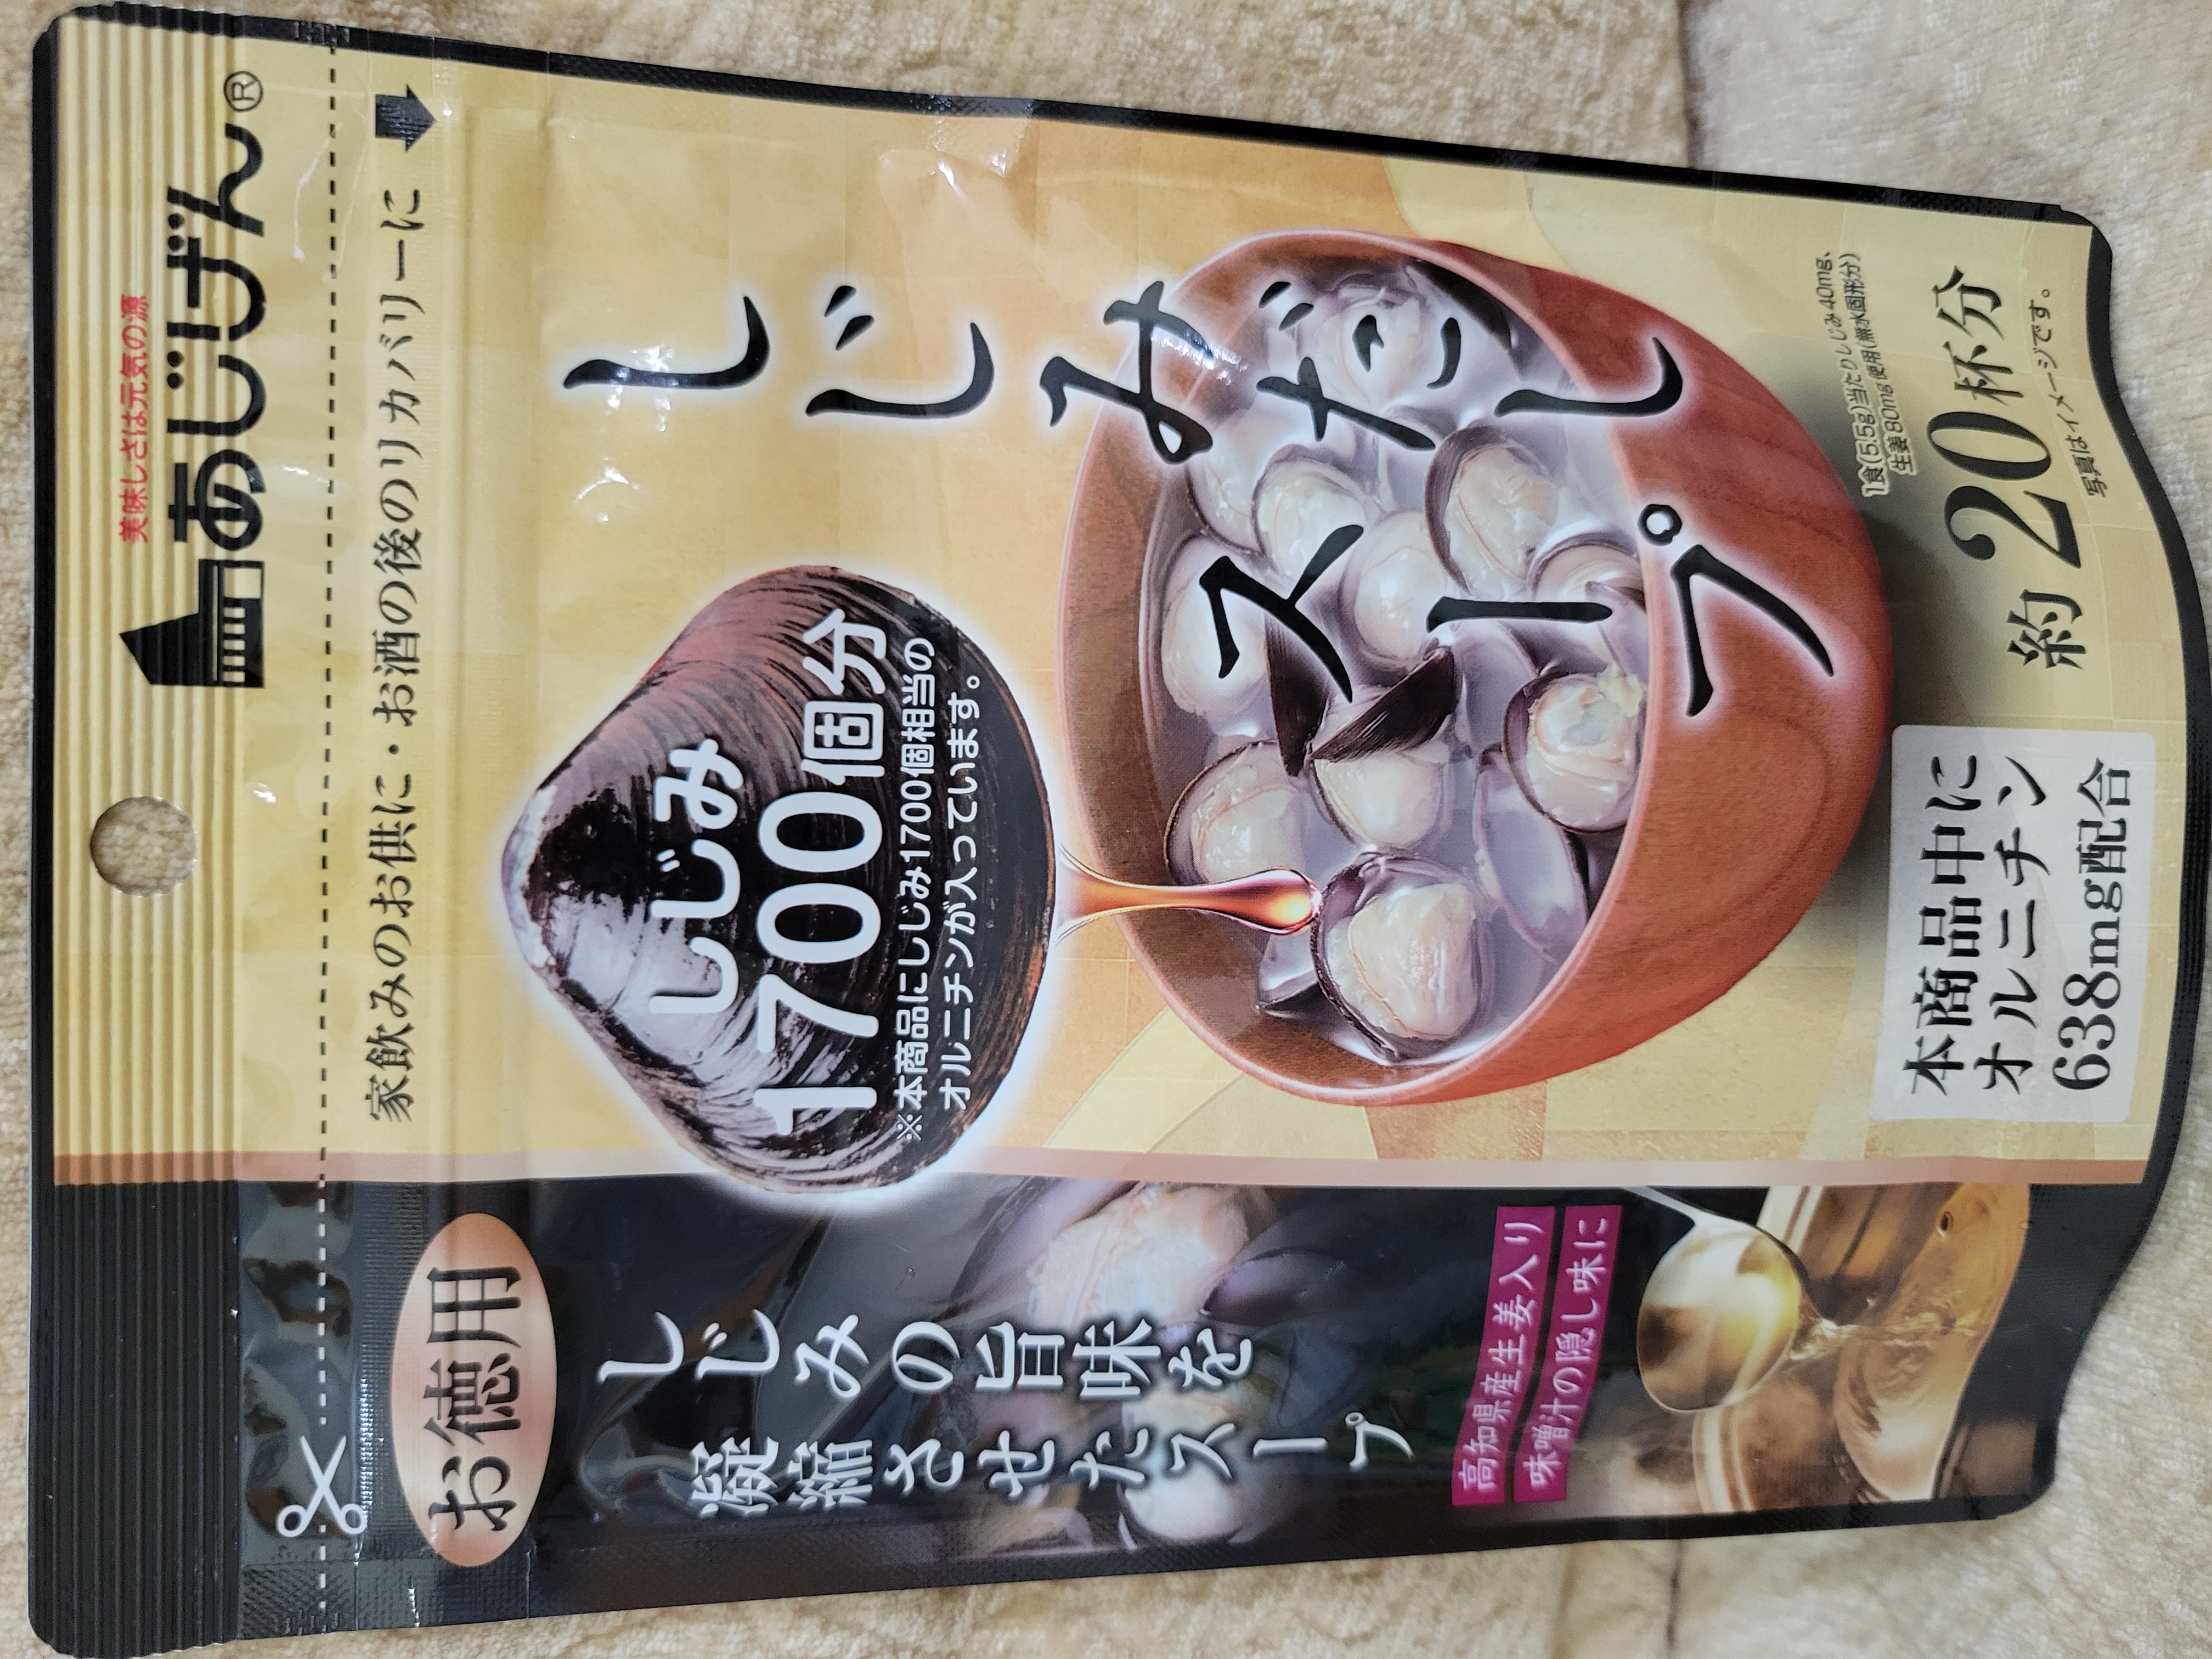 美味しさは元気の源
あじげん®
家飲みのお供に・お酒の後のリカバリーに
お徳用
しじみの旨味を
凝縮させたスープ
しじみ
1700個分
※本商品にしじみ1700個相当の
オルニチンが入っています。
しじみだし
スープ
高知県産生姜入り
味噌汁の隠し味に
本商品中に
オルニチン
638mg配合
1食(5.5g)当たりしじみ40mg、
生姜80mg使用(無水固形分)
約20杯分
写真はイメージです。